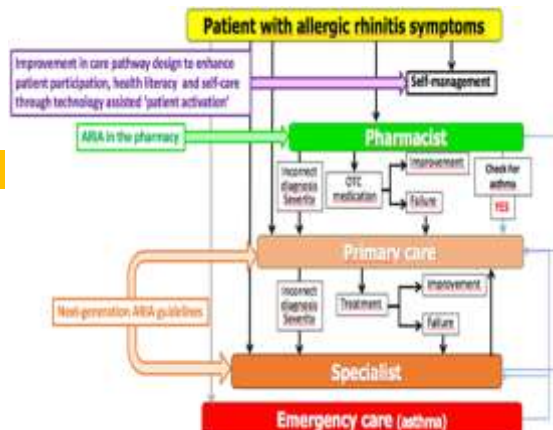 Patient with allergic rhinitis symptoms
Improvement in care pathway design to enhance
patient participation, health literacy and self-care
through technology assisted 'patient activation'
Self-management
ARIA in the pharmacy
Pharmacist
Incorrect
diagnosis
Severite
OTC
medication
Improvement
Failure
Check for
asthma
YES
Primary care
Next-generation ARIA guidelines
Incorrect
diagnosis
Severite
Treatment
Improvement
Failure
Specialist
Emergency care (asthma)